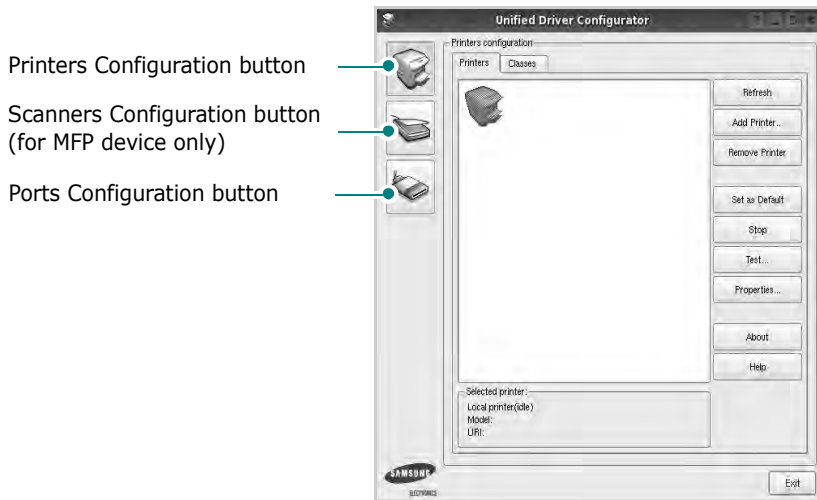 Unified Driver Configurator
Printers Configuration button
Scanners Configuration button
(for MFP device only)
Ports Configuration button
Printers configuration
Printers
Classes
Refresh
Add Printer..
Remove Printer
Set as Default
Stop
Test...
Properties...
About
Help
Selected printer:
Local printer(idle)
Model:
URI:
SAMSUNG
ELECTRONICS
Exit